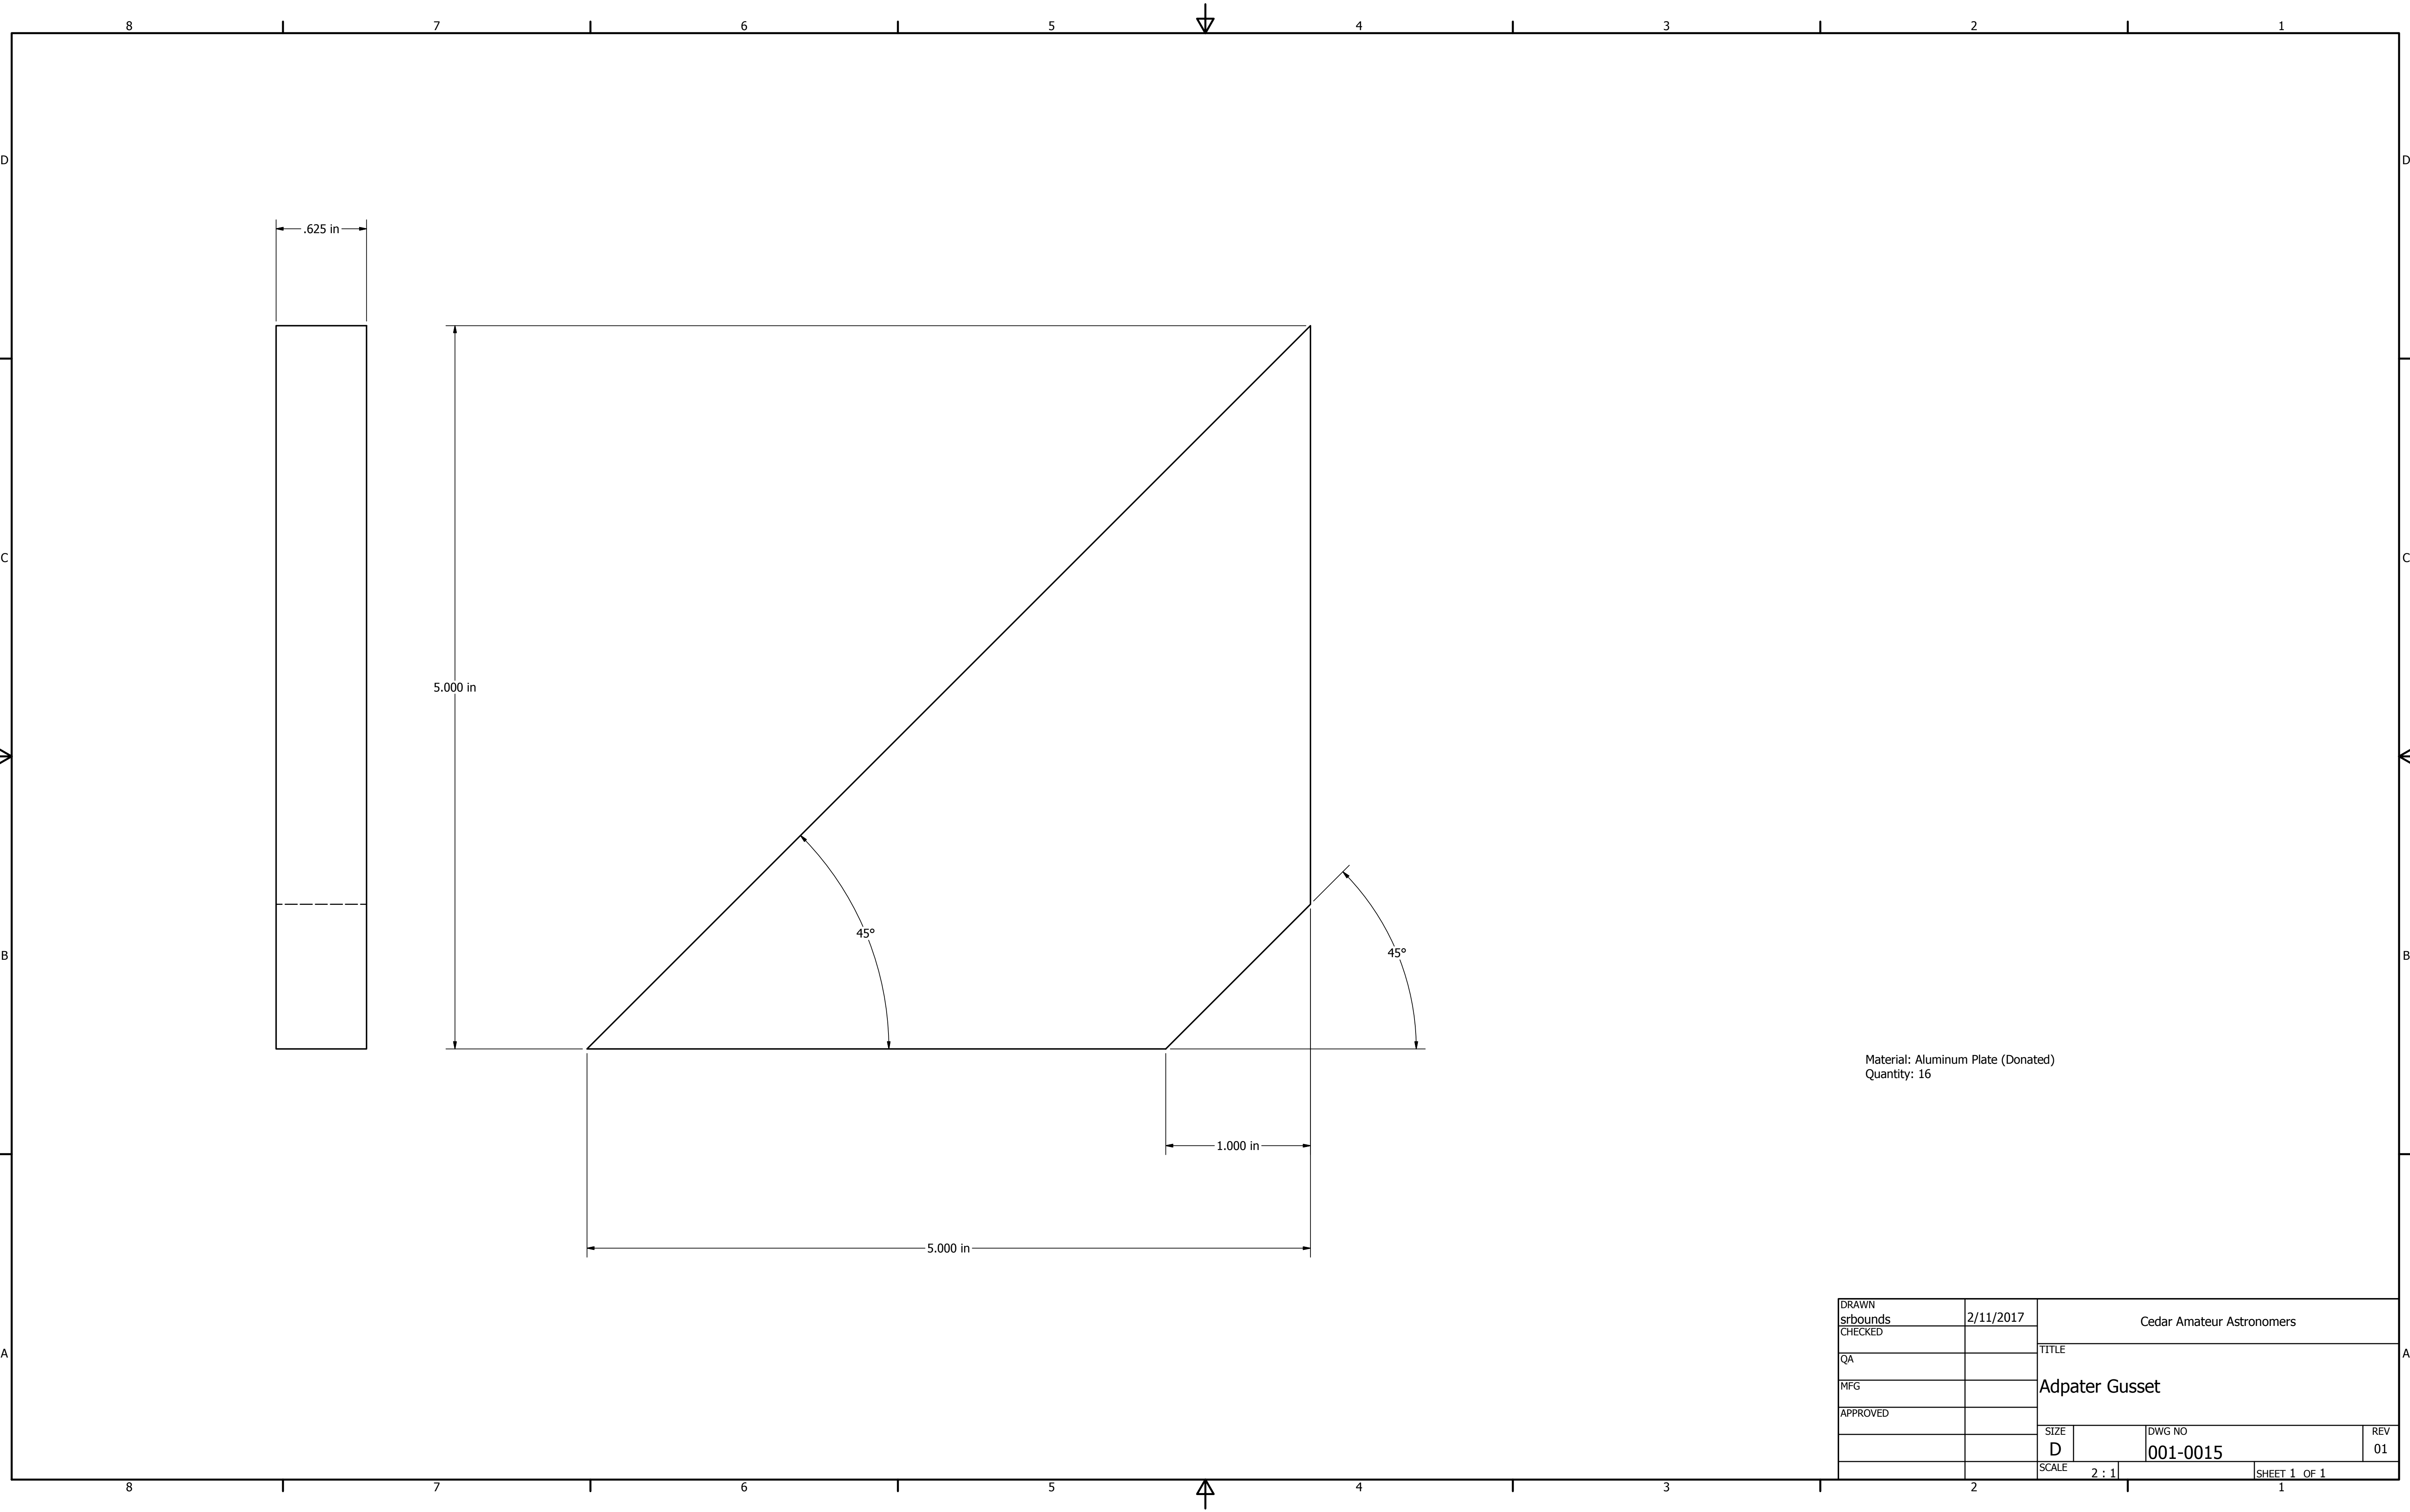 8 7 6 5 4 3 2 1
D D
.625 in
C C
5.000 in
45°
45°
B B
Material: Aluminum Plate (Donated)
Quantity: 16
1.000 in
5.000 in
A A
DRAWN
srbounds 2/11/2017
CHECKED
QA
MFG
APPROVED
Cedar Amateur Astronomers
TITLE
Adpater Gusset
SIZE
D
DWG NO
001-0015
REV
01
SCALE 2 : 1
SHEET 1 OF 1
8 7 6 5 4 3 2 1